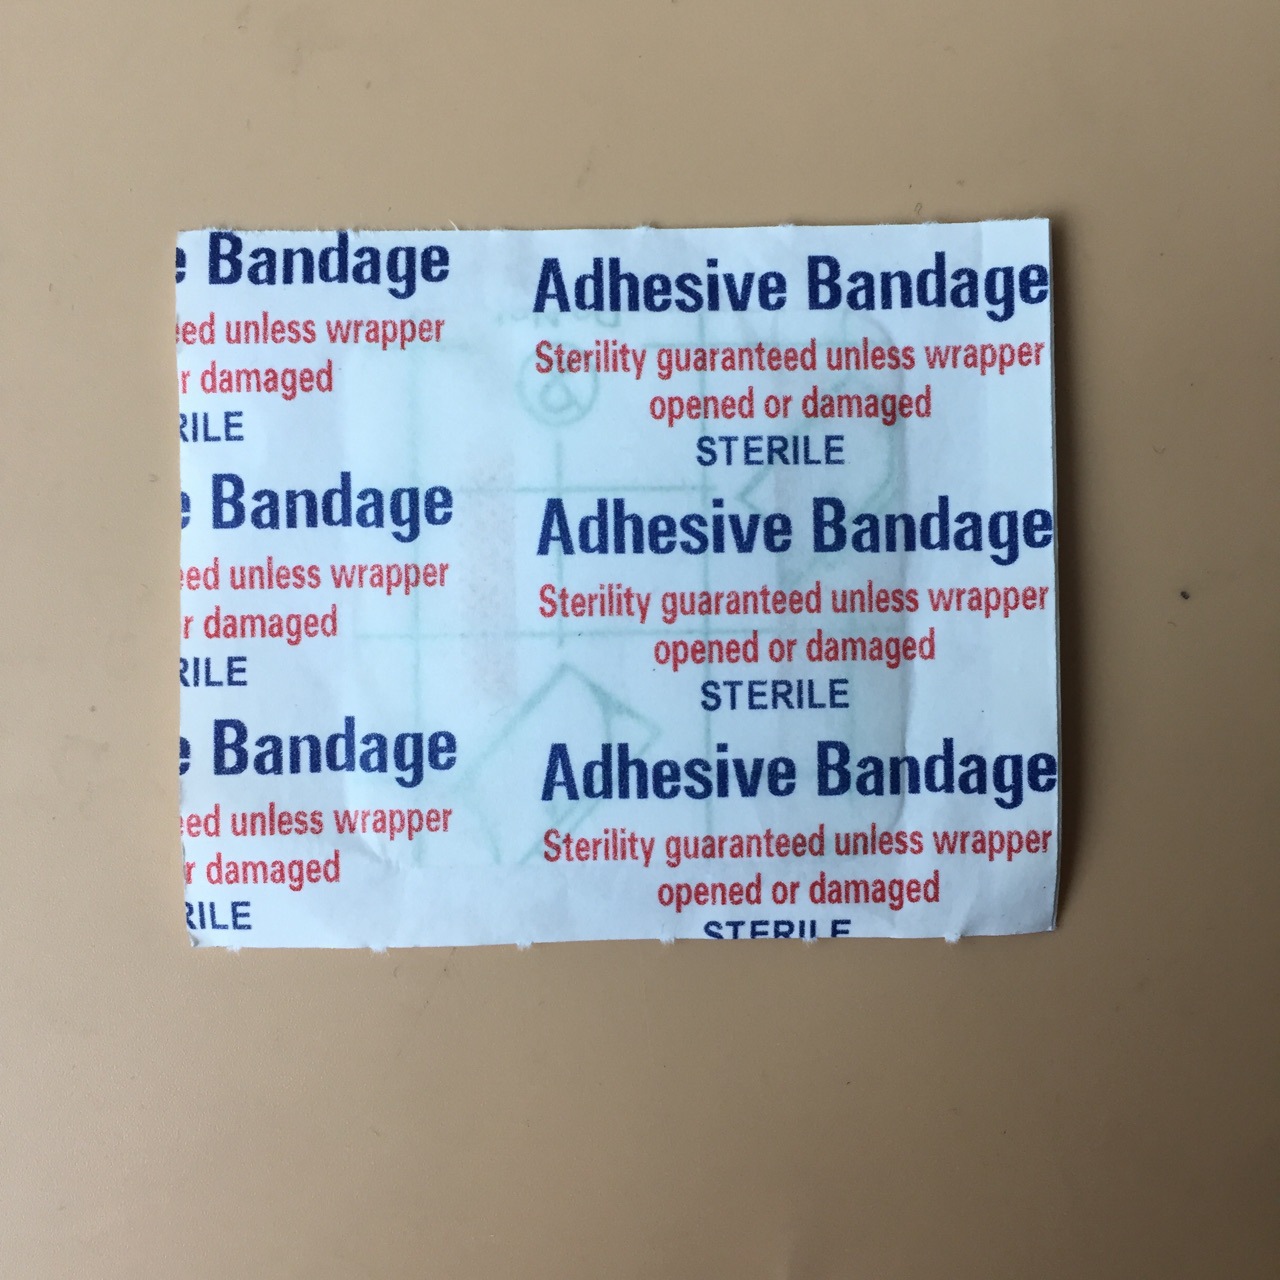 e Bandage
eed unless wrapper
r damaged
RILE
e Bandage
eed unless wrapper
r damaged
RILE
e Bandage
eed unless wrapper
r damaged
RILE
Adhesive Bandage
Sterility guaranteed unless wrapper
opened or damaged
STERILE
Adhesive Bandage
Sterility guaranteed unless wrapper
opened or damaged
STERILE
Adhesive Bandage
Sterility guaranteed unless wrapper
opened or damaged
STERILE